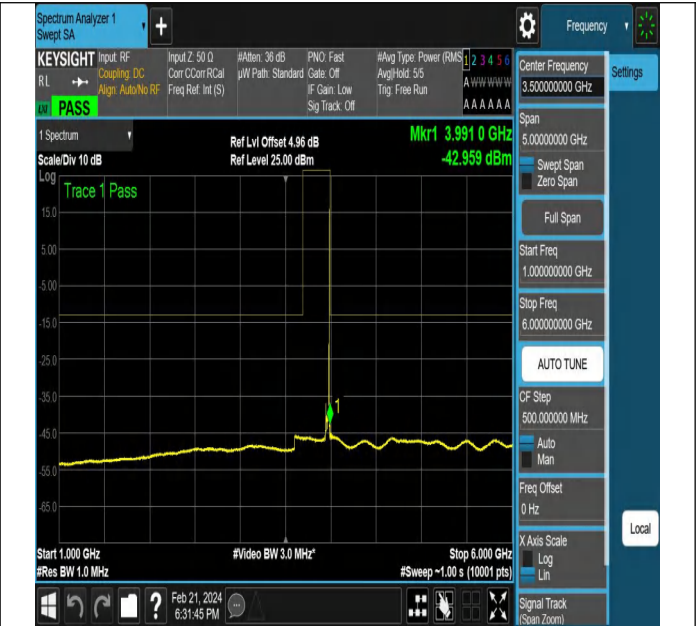 Spectrum Analyzer 1
Swept SA
+
Frequency
KEYSIGHT
RL
PASS
Input: RF
Coupling: DC
Align: Auto/No RF
Input Z: 50 Ω
Corr CCorr RCal
Freq Ref: Int (S)
#Atten: 36 dB
µW Path: Standard
PNO: Fast
Gate: Off
IF Gain: Low
Sig Track: Off
#Avg Type: Power (RMS
Avg|Hold: 5/5
Trig: Free Run
1 2 3 4 5 6
A W W W W W
A A A A A A
1 Spectrum
Scale/Div 10 dB
Ref Lvl Offset 4.96 dB
Ref Level 25.00 dBm
Mkr1 3.991 0 GHz
-42.959 dBm
Log
Trace 1 Pass
15.0
5.00
-5.00
-15.0
-25.0
-35.0
-45.0
-55.0
-65.0
1
Start 1.000 GHz
#Res BW 1.0 MHz
#Video BW 3.0 MHz*
Stop 6.000 GHz
#Sweep ~1.00 s (10001 pts)
Center Frequency
3.500000000 GHz
Settings
Span
5.00000000 GHz
Swept Span
Zero Span
Full Span
Start Freq
1.000000000 GHz
Stop Freq
6.000000000 GHz
AUTO TUNE
CF Step
500.000000 MHz
Auto
Man
Freq Offset
0 Hz
X Axis Scale
Log
Lin
Local
Signal Track
(Span Zoom)
?
Feb 21, 2024
6:31:45 PM